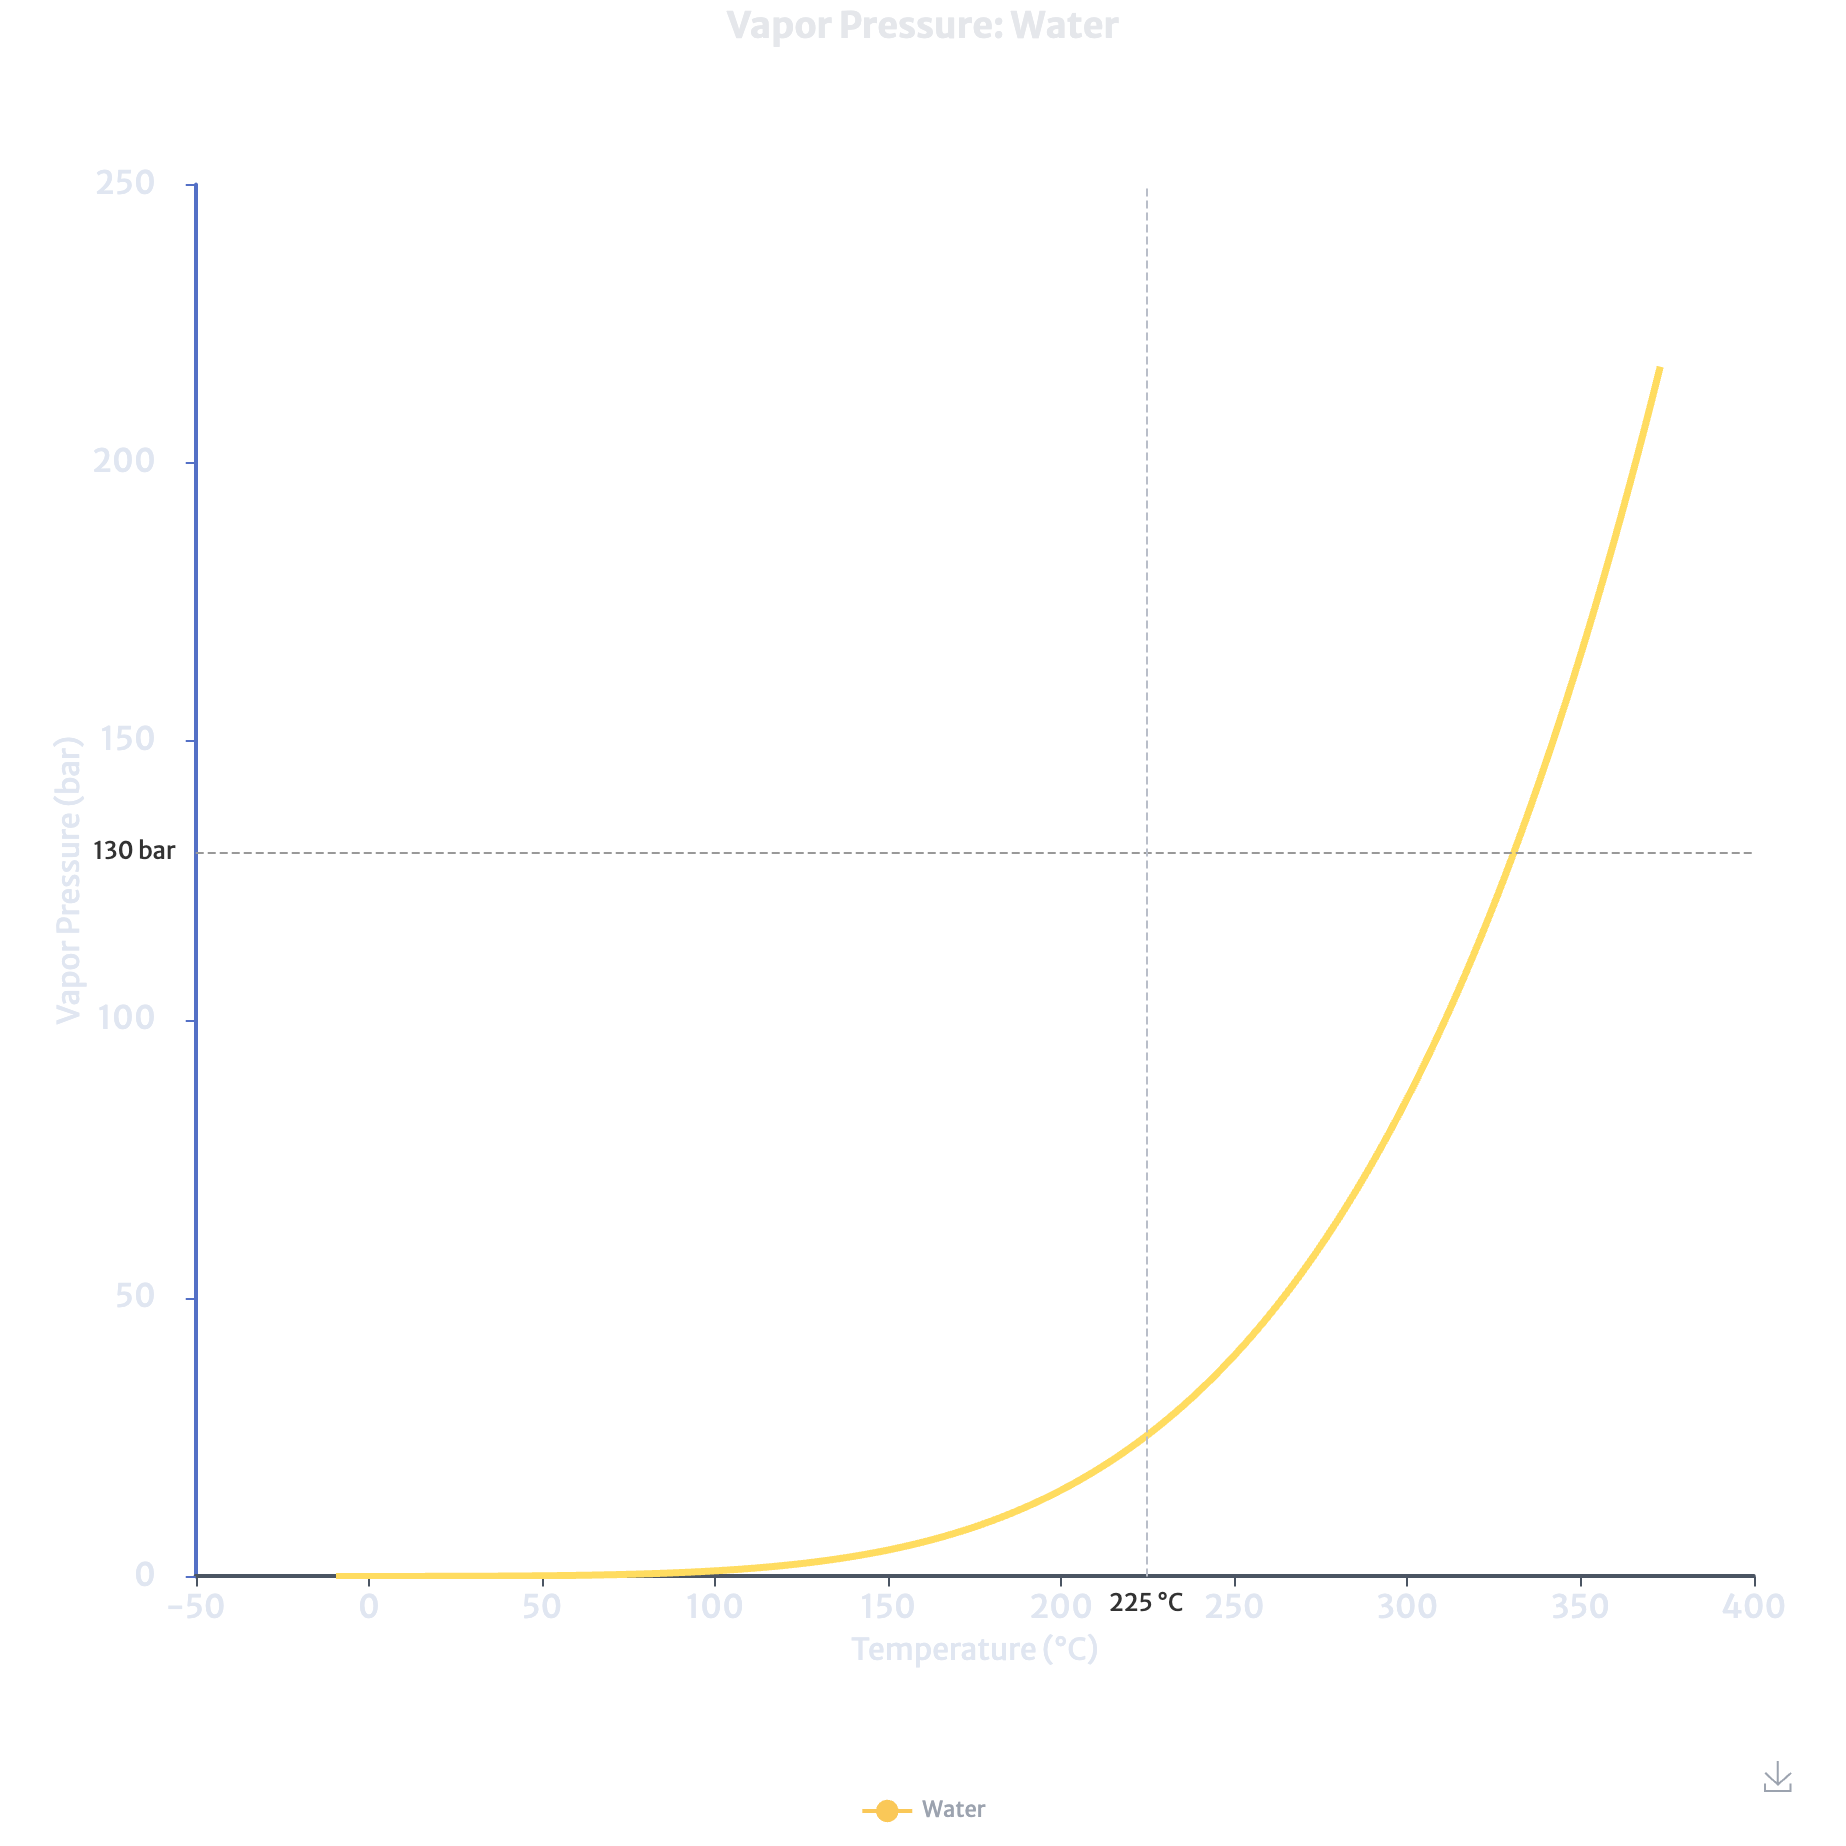 Vapor Pressure: Water
250
200
150
130 bar
Vapor Pressure (bar)
100
50
0
-50 0 50 100 150 200 225 °C 250 300 350 400
Temperature (°C)
Water